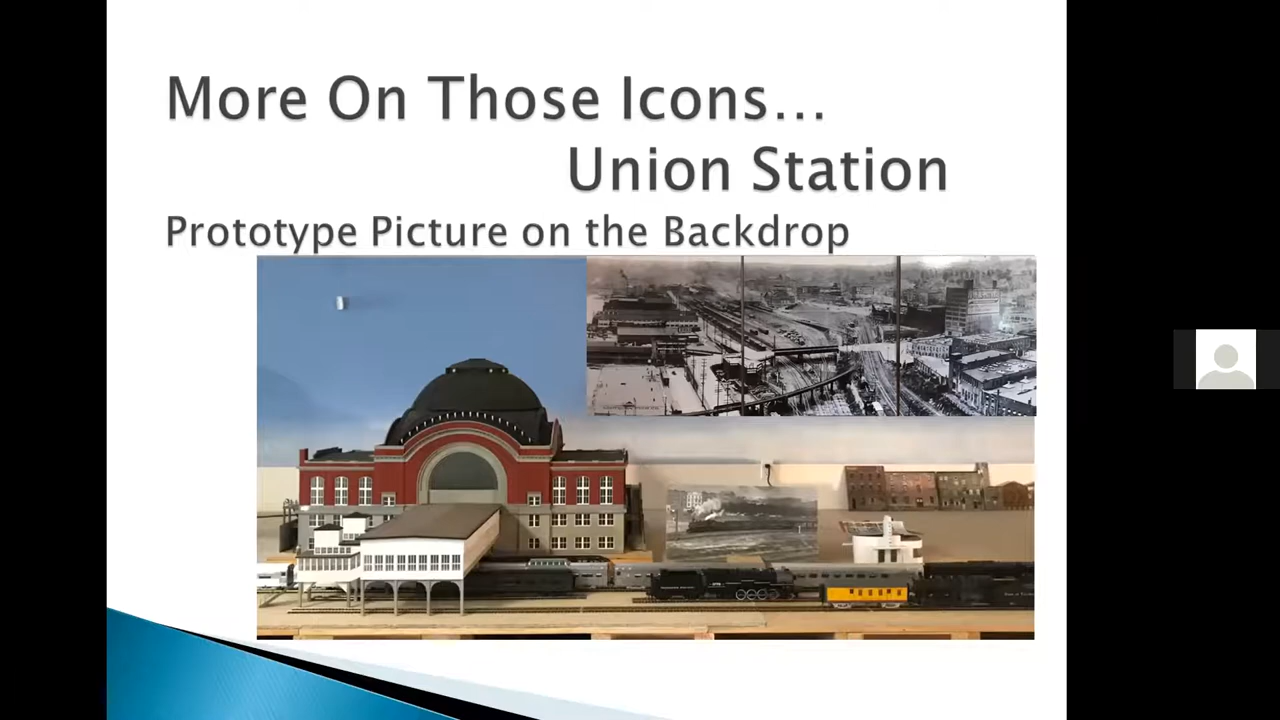 More On Those Icons...
Union Station
Prototype Picture on the Backdrop